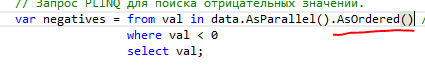 // Запрос PLINQ для поиска отрицательных значений.
var negatives = from val in data.AsParallel().AsOrdered() /
where val < 0
select val;